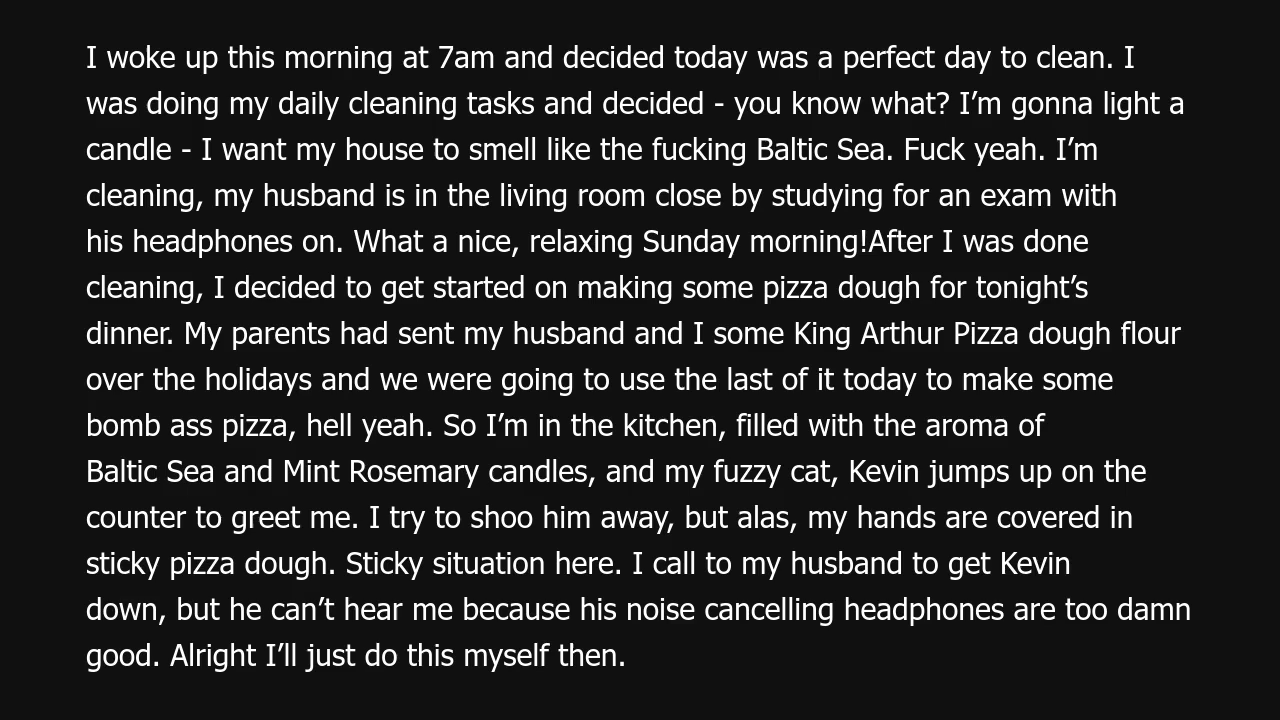 I woke up this morning at 7am and decided today was a perfect day to clean. I
was doing my daily cleaning tasks and decided - you know what? I’m gonna light a
candle - I want my house to smell like the fucking Baltic Sea. Fuck yeah. I’m
cleaning, my husband is in the living room close by studying for an exam with
his headphones on. What a nice, relaxing Sunday morning!After I was done
cleaning, I decided to get started on making some pizza dough for tonight’s
dinner. My parents had sent my husband and I some King Arthur Pizza dough flour
over the holidays and we were going to use the last of it today to make some
bomb ass pizza, hell yeah. So I’m in the kitchen, filled with the aroma of
Baltic Sea and Mint Rosemary candles, and my fuzzy cat, Kevin jumps up on the
counter to greet me. I try to shoo him away, but alas, my hands are covered in
sticky pizza dough. Sticky situation here. I call to my husband to get Kevin
down, but he can’t hear me because his noise cancelling headphones are too damn
good. Alright I’ll just do this myself then.